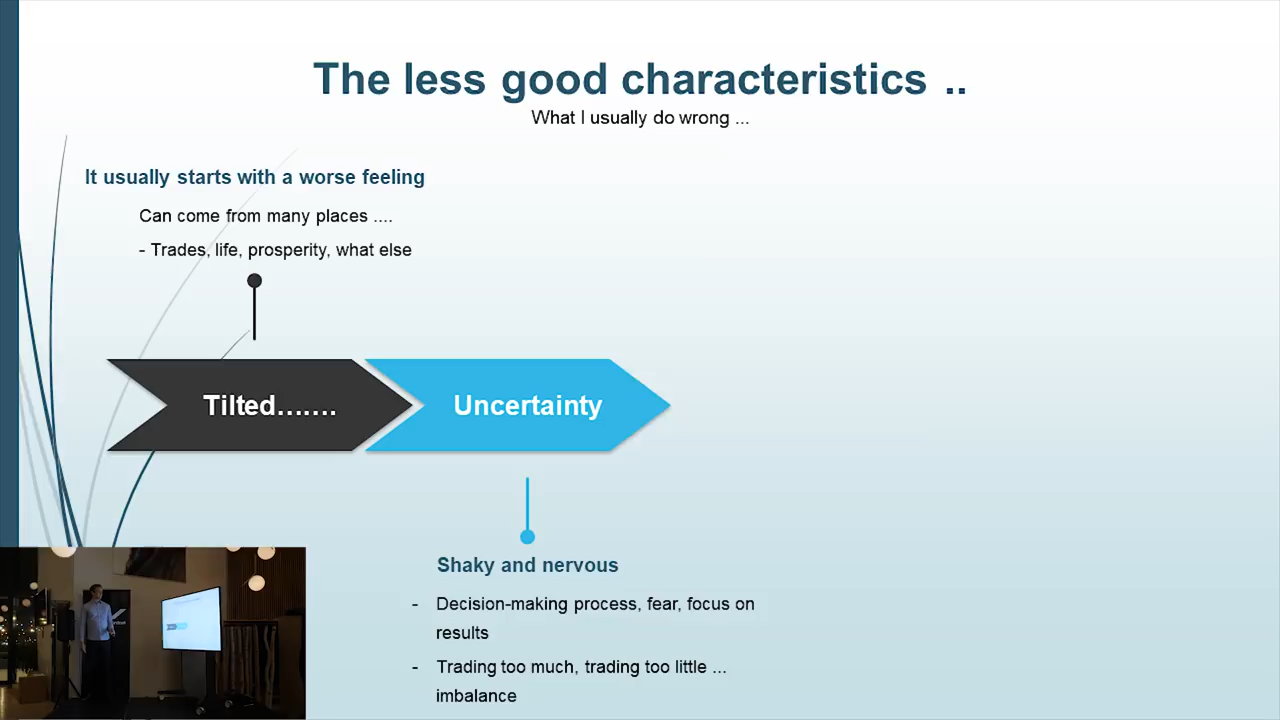 The less good characteristics ..
What I usually do wrong ...
It usually starts with a worse feeling
Can come from many places ....
- Trades, life, prosperity, what else
Tilted.......
Uncertainty
Shaky and nervous
- Decision-making process, fear, focus on
results
- Trading too much, trading too little ...
imbalance